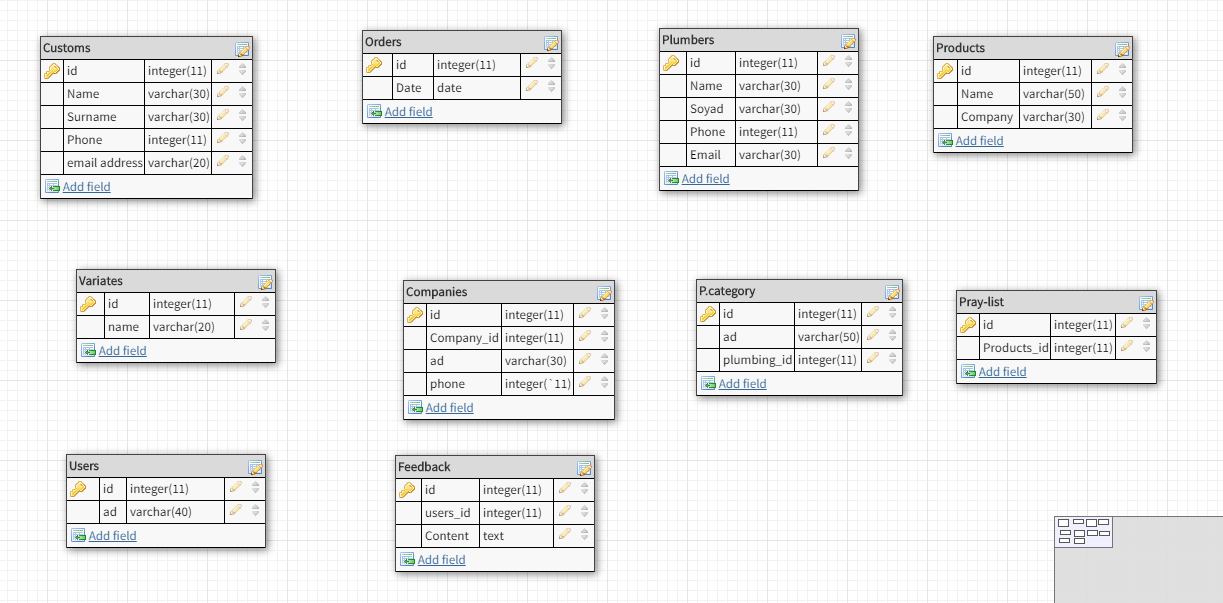 Customs
id integer(11)
Name varchar(30)
Surname varchar(30)
Phone integer(11)
email address varchar(20)
Add field
Orders
id integer(11)
Date date
Add field
Plumbers
id integer(11)
Name varchar(30)
Soyad varchar(30)
Phone integer(11)
Email varchar(30)
Add field
Products
id integer(11)
Name varchar(50)
Company varchar(30)
Add field
Variates
id integer(11)
name varchar(20)
Add field
Companies
id integer(11)
Company_id integer(11)
ad varchar(30)
phone integer(`11)
Add field
P.category
id integer(11)
ad varchar(50)
plumbing_id integer(11)
Add field
Pray-list
id integer(11)
Products_id integer(11)
Add field
Users
id integer(11)
ad varchar(40)
Add field
Feedback
id integer(11)
users_id integer(11)
Content text
Add field